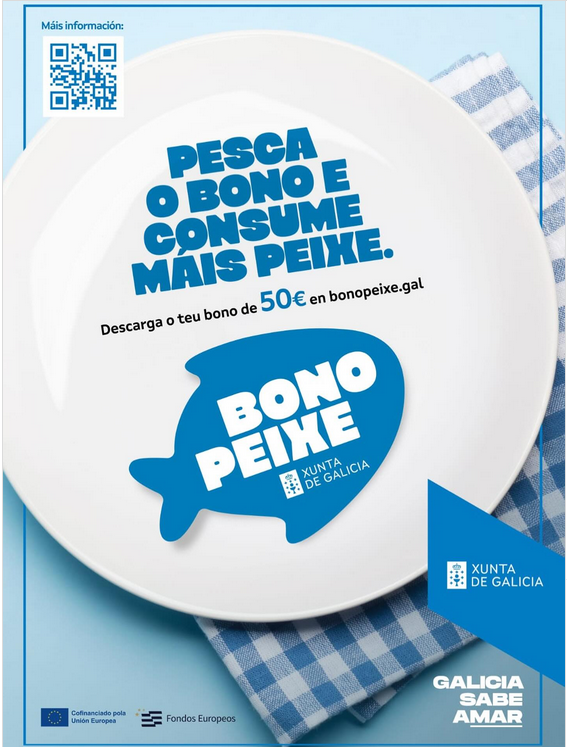 Máis información:
PESCA
O BONO E
CONSUME
MÁIS PEIXE.
Descarga o teu bono de 50€ en bonopeixe.gal
BONO
PEIXE
XUNTA
DE GALICIA
XUNTA
DE GALICIA
GALICIA
SABE
AMAR
Cofinanciado pola
Unión Europea
Fondos Europeos